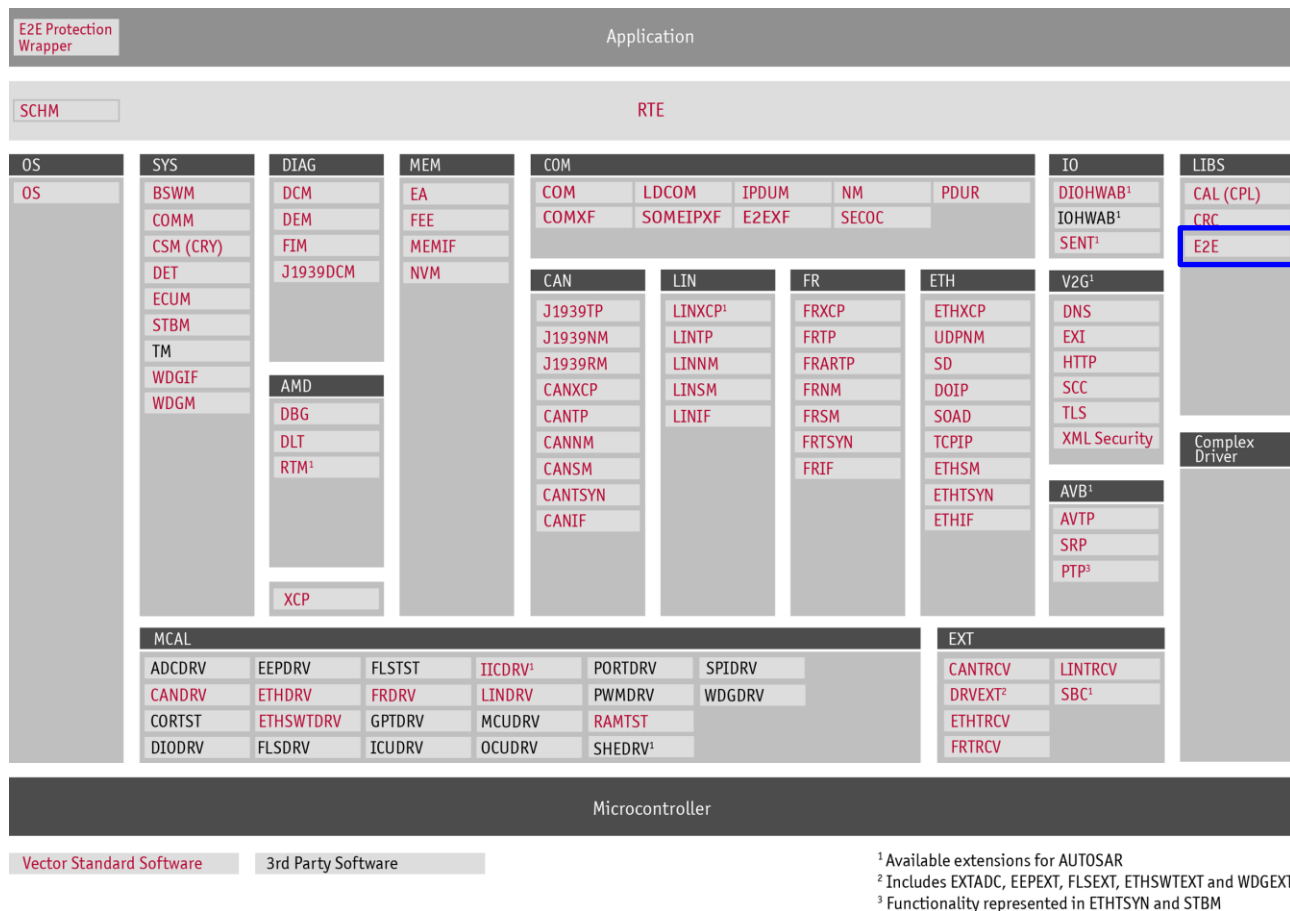 E2E Protection
Wrapper
Application
SCHM
RTE
OS
OS
SYS
BSWM
COMM
CSM (CRY)
DET
ECUM
STBM
TM
WDGIF
WDGM
DIAG
DCM
DEM
FIM
J1939DCM
AMD
DBG
DLT
RTM¹
XCP
MEM
EA
FEE
MEMIF
NVM
COM
COM LDCOM IPDUM NM PDUR
COMXF SOMEIPXF E2EXF SECOC
CAN
J1939TP
J1939NM
J1939RM
CANXCP
CANTP
CANNM
CANSM
CANTSYN
CANIF
LIN
LINXCP¹
LINTP
LINNM
LINSM
LINIF
FR
FRXCP
FRTP
FRARTP
FRNM
FRSM
FRTSYN
FRIF
ETH
ETHXCP
UDPNM
SD
DOIP
SOAD
TCPIP
ETHSM
ETHTSYN
ETHIF
IO
DIOHWAB¹
IOHWAB¹
SENT¹
V2G¹
DNS
EXI
HTTP
SCC
TLS
XML Security
AVB¹
AVTP
SRP
PTP³
LIBS
CAL (CPL)
CRC
E2E
Complex
Driver
MCAL
ADCDRV EEPDRV FLSTST IICDRV¹ PORTDRV SPIDRV
CANDRV ETHDRV FRDRV LINDRV PWMDRV WDGDRV
CORTST ETHSWTDRV GPTDRV MCUDRV RAMTST
DIODRV FLSDRV ICUDRV OCUDRV SHEDRV¹
EXT
CANTRCV LINTRCV
DRVEXT² SBC¹
ETHTRCV
FRTRCV
Microcontroller
Vector Standard Software
3rd Party Software
¹ Available extensions for AUTOSAR
² Includes EXTADC, EEPEXT, FLSEXT, ETHSWTEXT and WDGEXT
³ Functionality represented in ETHTSYN and STBM